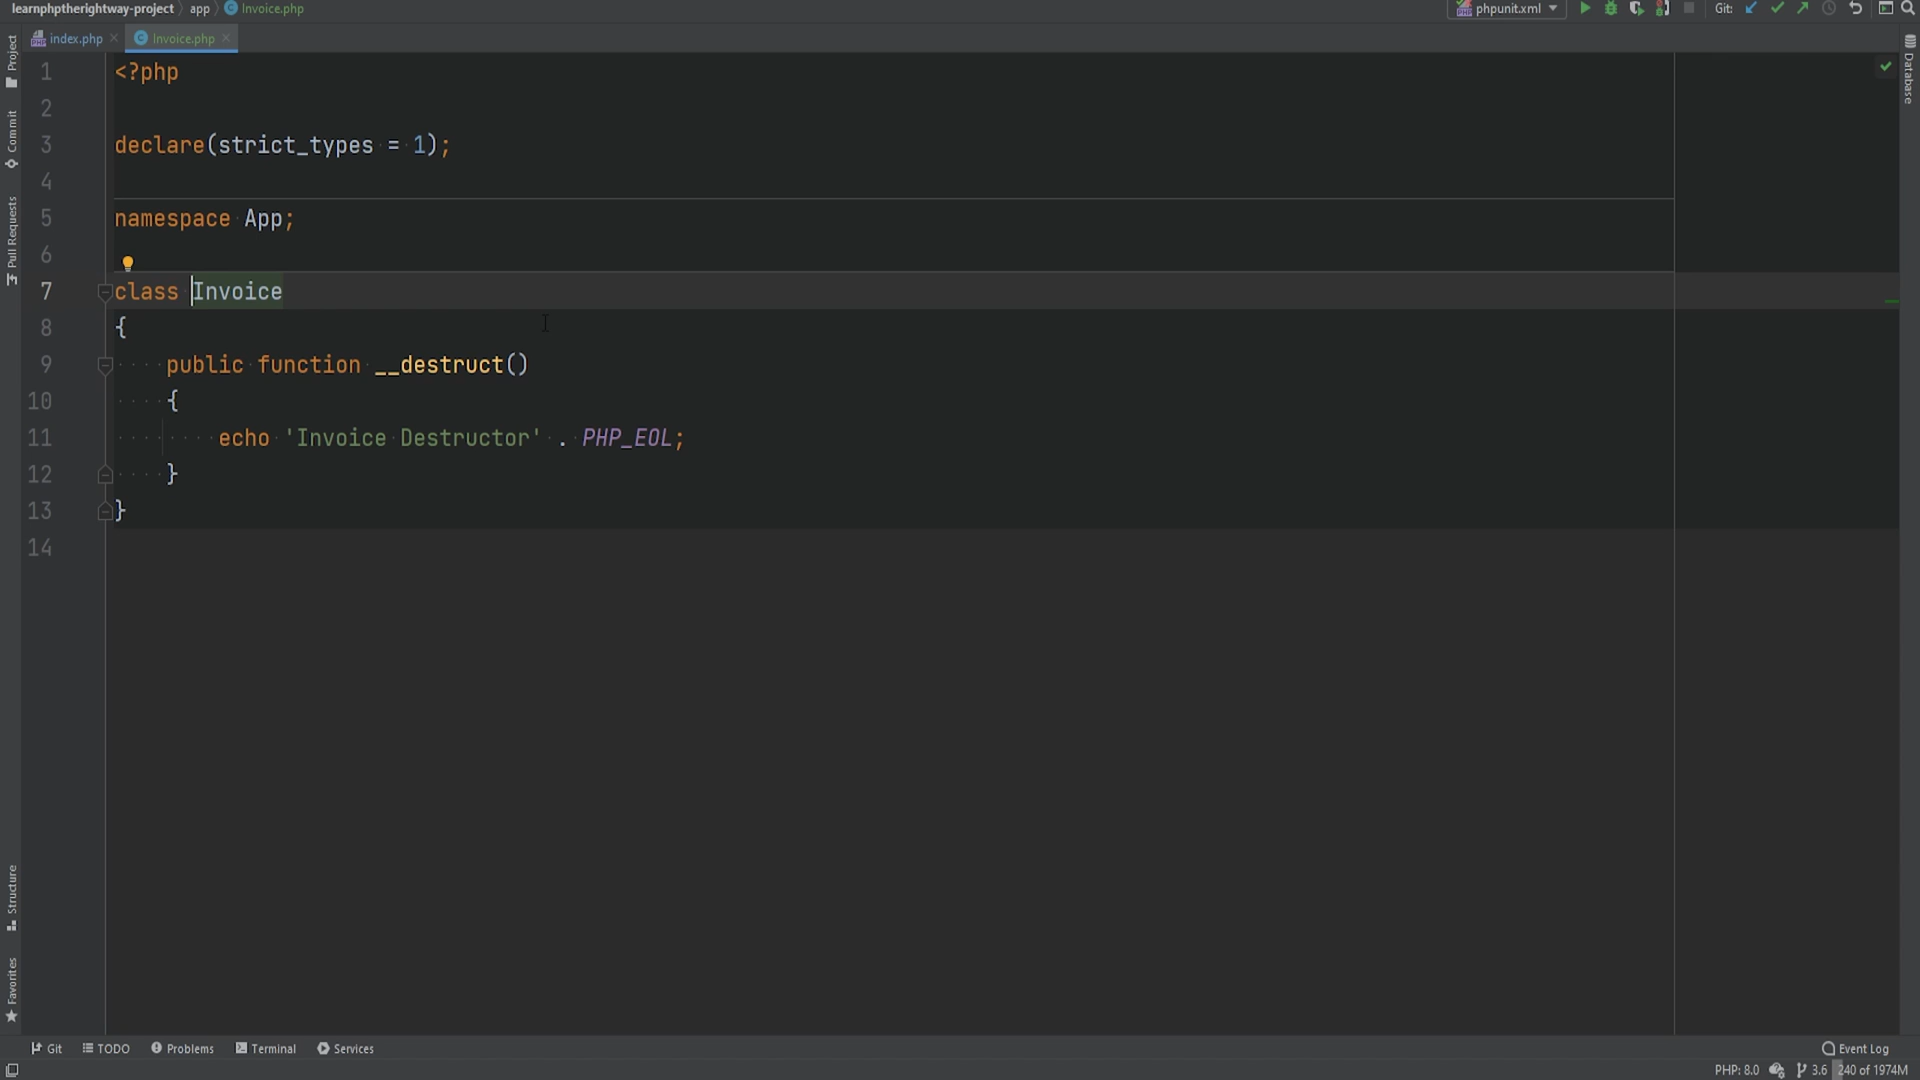 learnphptherightway-project app Invoice.php
phpunit.xml Git:
index.php Invoice.php
Project
Commit
Pull Requests
Structure
Favorites
Database
1 <?php
2
3 declare(strict_types = 1);
4
5 namespace App;
6
7 class Invoice
8 {
9 public function __destruct()
10 {
11 echo 'Invoice Destructor' . PHP_EOL;
12 }
13 }
14
Git TODO Problems Terminal Services Event Log
PHP: 8.0 3.6 240 of 1974M